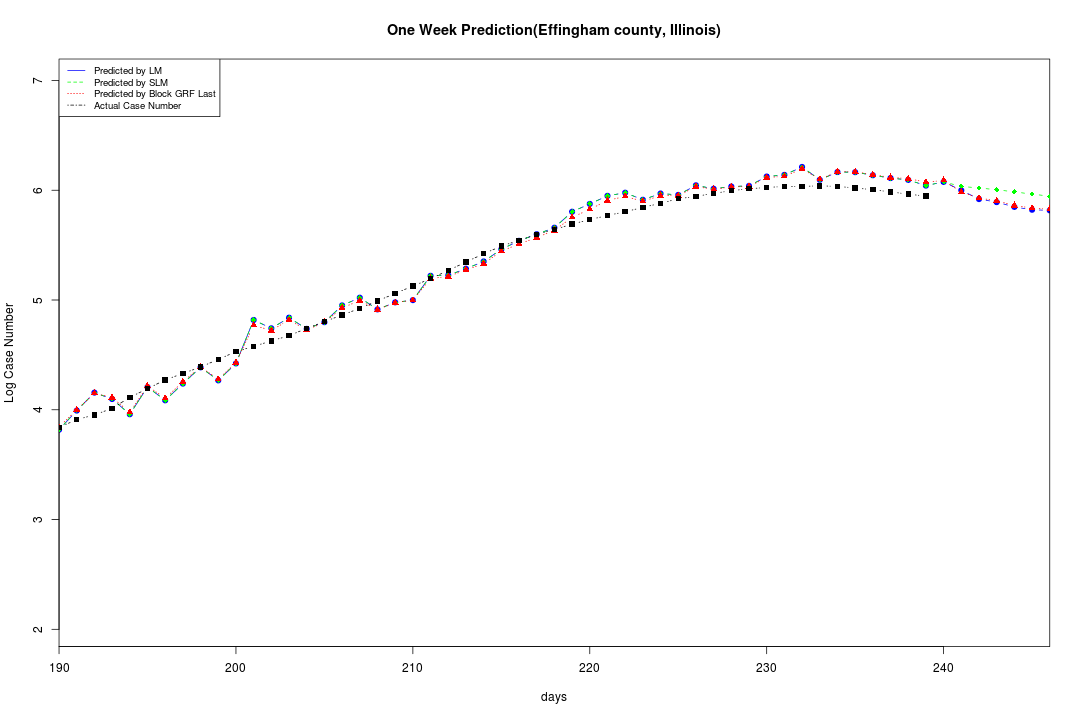 One Week Prediction(Effingham county, Illinois)
Predicted by LM
Predicted by SLM
Predicted by Block GRF Last
Actual Case Number
7
6
5
4
3
2
Log Case Number
190 200 210 220 230 240
days